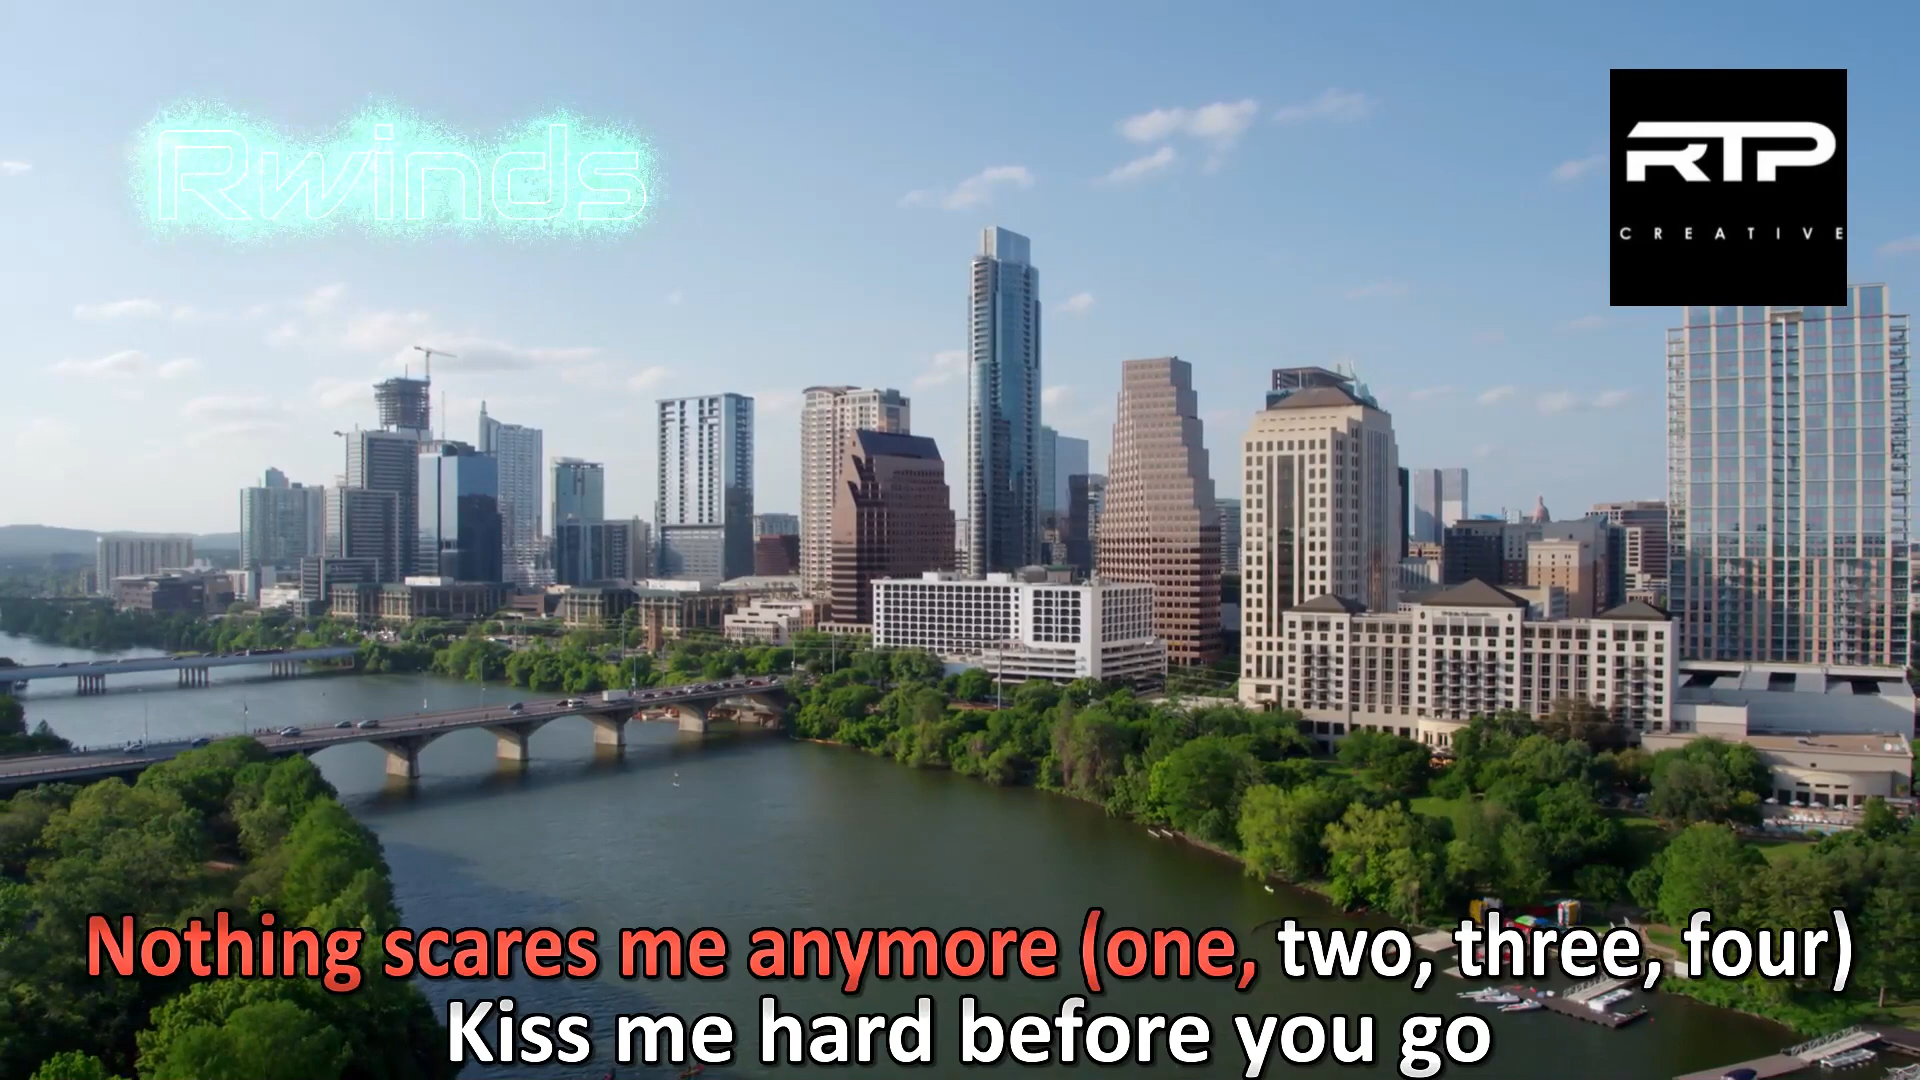 Rwinds
RTP
CREATIVE
Nothing scares me anymore (one, two, three, four)
Kiss me hard before you go